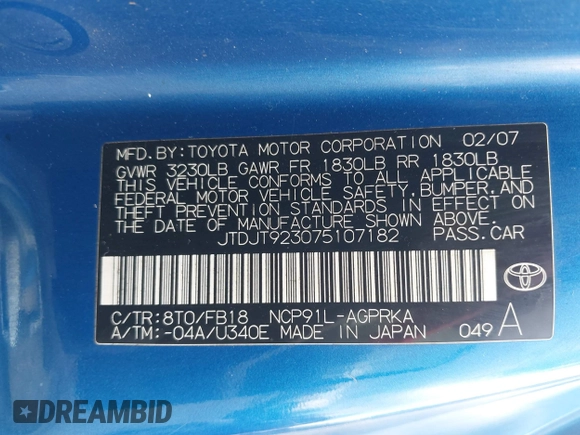 MFD.BY:TOYOTA MOTOR CORPORATION 02/07
GVWR 3230LB GAWR FR 1830LB RR 1830LB
THIS VEHICLE CONFORMS TO ALL APPLICABLE
FEDERAL MOTOR VEHICLE SAFETY,BUMPER,AND
THEFT PREVENTION STANDARDS IN EFFECT ON
THE DATE OF MANUFACTURE SHOWN ABOVE.
JTDJT923075107182 PASS.CAR
C/TR:8T0/FB18 NCP91L-AGPRKA
A/TM:-04A/U340E MADE IN JAPAN 049 A
TOYOTA
DREAMBID